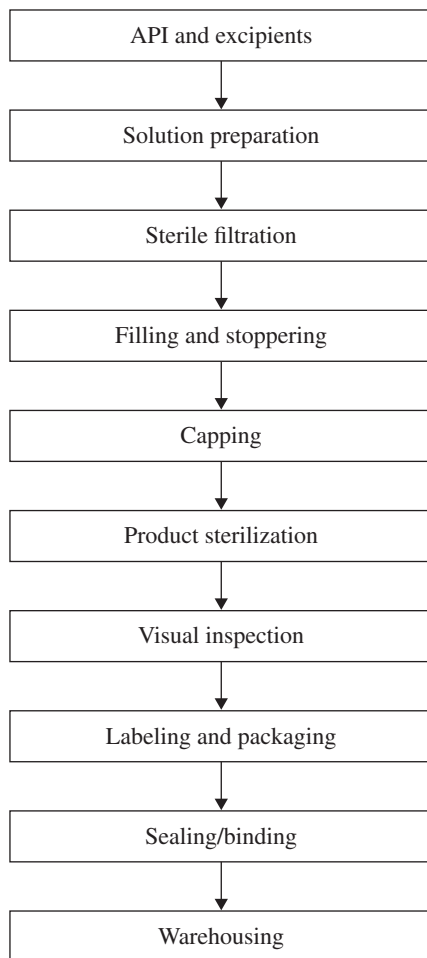 API and excipients
Solution preparation
Sterile filtration
Filling and stoppering
Capping
Product sterilization
Visual inspection
Labeling and packaging
Sealing/binding
Warehousing